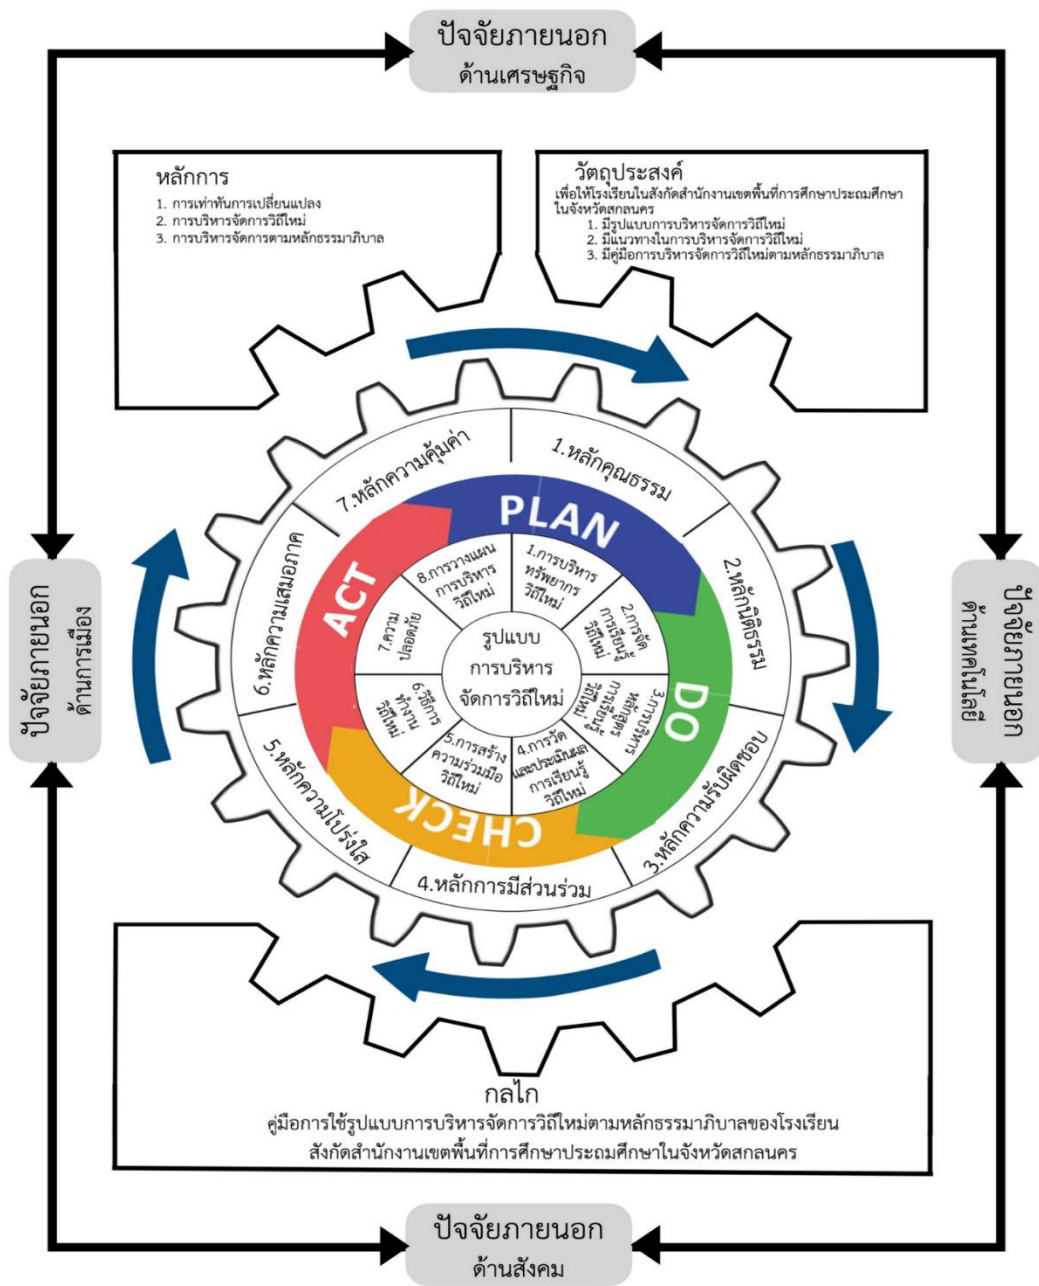 ปัจจัยภายนอก
ด้านเศรษฐกิจ
หลักการ
1. การเท่าทันการเปลี่ยนแปลง
2. การบริหารจัดการวิถีใหม่
3. การบริหารจัดการตามหลักธรรมาภิบาล
วัตถุประสงค์
เพื่อให้โรงเรียนในสังกัดสำนักงานเขตพื้นที่การศึกษาประถมศึกษา
ในจังหวัดสกลนคร
1. มีรูปแบบการบริหารจัดการวิถีใหม่
2. มีแนวทางในการบริหารจัดการวิถีใหม่
3. มีคู่มือการบริหารจัดการวิถีใหม่ตามหลักธรรมาภิบาล
ปัจจัยภายนอก
ด้านการเมือง
ปัจจัยภายนอก
ด้านเทคโนโลยี
1.หลักคุณธรรม
2.หลักนิติธรรม
3.หลักความรับผิดชอบ
4.หลักการมีส่วนร่วม
5.หลักความโปร่งใส
6.หลักความเสมอภาค
7.หลักความคุ้มค่า
PLAN
DO
CHECK
ACT
1.การบริหาร
ทรัพยากร
วิถีใหม่
2.การจัด
การเรียนรู้
วิถีใหม่
3.การบริหาร
หลักสูตร
การเรียนรู้
วิถีใหม่
4.การวัด
และประเมินผล
การเรียนรู้
วิถีใหม่
5.การสร้าง
ความร่วมมือ
วิถีใหม่
6.วิธีการ
ทำงาน
วิถีใหม่
7.ความ
ปลอดภัย
8.การวางแผน
การบริหาร
วิถีใหม่
รูปแบบ
การบริหาร
จัดการวิถีใหม่
กลไก
คู่มือการใช้รูปแบบการบริหารจัดการวิถีใหม่ตามหลักธรรมาภิบาลของโรงเรียน
สังกัดสำนักงานเขตพื้นที่การศึกษาประถมศึกษาในจังหวัดสกลนคร
ปัจจัยภายนอก
ด้านสังคม